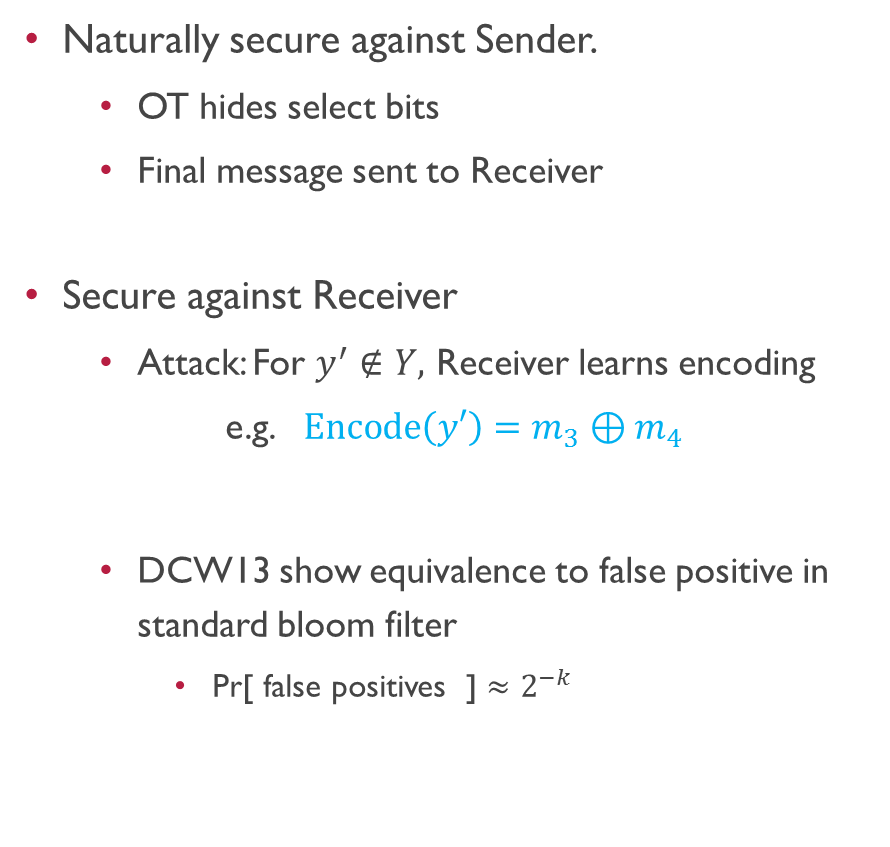 • Naturally secure against Sender.
• OT hides select bits
• Final message sent to Receiver
• Secure against Receiver
• Attack: For y′ ∉ Y, Receiver learns encoding
e.g. Encode(y′) = m₃ ⊕ m₄
• DCW13 show equivalence to false positive in
standard bloom filter
• Pr[ false positives ] ≈ 2⁻ᵏ